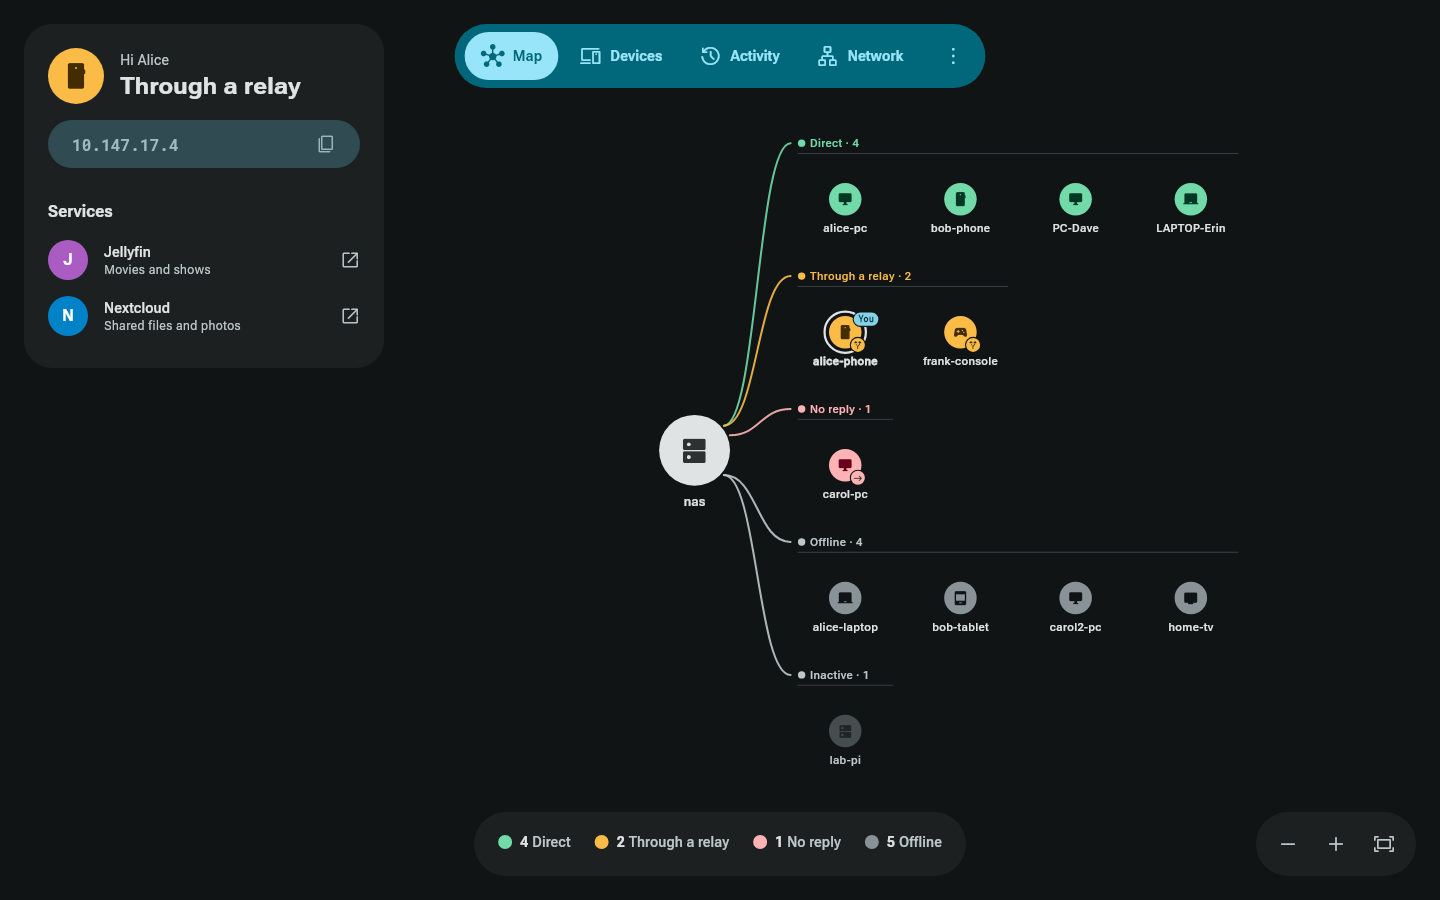 Hi Alice
Through a relay
10.147.17.4
Services
J
Jellyfin
Movies and shows
N
Nextcloud
Shared files and photos
Map
Devices
Activity
Network
Direct · 4
alice-pc
bob-phone
PC-Dave
LAPTOP-Erin
Through a relay · 2
You
alice-phone
frank-console
No reply · 1
carol-pc
nas
Offline · 4
alice-laptop
bob-tablet
carol2-pc
home-tv
Inactive · 1
lab-pi
4 Direct
2 Through a relay
1 No reply
5 Offline